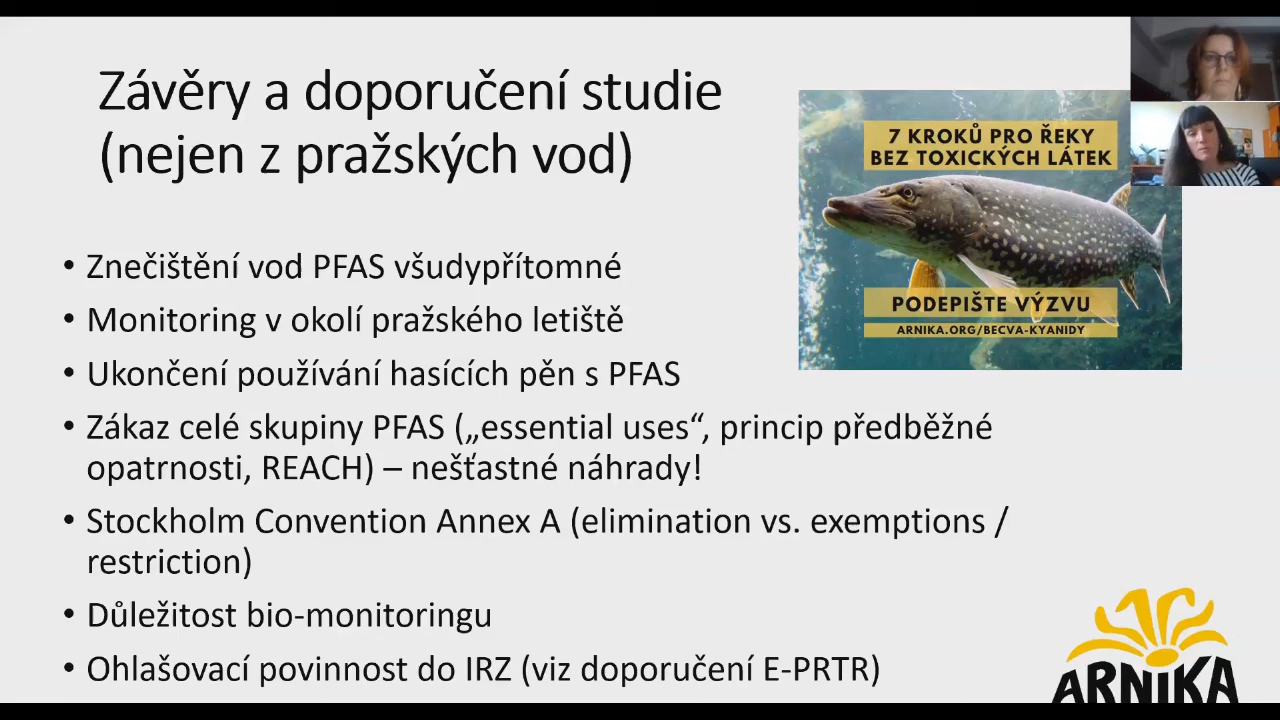 Závěry a doporučení studie
(nejen z pražských vod)
7 KROKŮ PRO ŘEKY
BEZ TOXICKÝCH LÁTEK
PODEPIŠTE VÝZVU
ARNIKA.ORG/BECVA-KYANIDY
• Znečištění vod PFAS všudypřítomné
• Monitoring v okolí pražského letiště
• Ukončení používání hasících pěn s PFAS
• Zákaz celé skupiny PFAS („essential uses“, princip předběžné
opatrnosti, REACH) – nešťastné náhrady!
• Stockholm Convention Annex A (elimination vs. exemptions /
restriction)
• Důležitost bio-monitoringu
• Ohlašovací povinnost do IRZ (viz doporučení E-PRTR)
ARNIKA